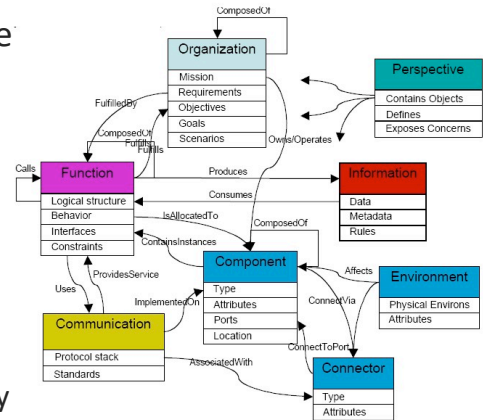 e
ComposedOf
Organization
Mission
Requirements
Objectives
Goals
Scenarios
Perspective
Contains Objects
Defines
Exposes Concerns
FulfilledBy
ComposedOf
Fulfills
Fulfills
Owns/Operates
Calls
Function
Logical structure
Behavior
Interfaces
Constraints
Produces
Consumes
Information
Data
Metadata
Rules
IsAllocatedTo
ContainsInstances
ComposedOf
Component
Type
Attributes
Ports
Location
Affects
Environment
Physical Environs
Attributes
ConnectVia
Uses
ProvidesService
ImplementedOn
Communication
Protocol stack
Standards
AssociatedWith
ConnectToPort
Connector
Type
Attributes
y